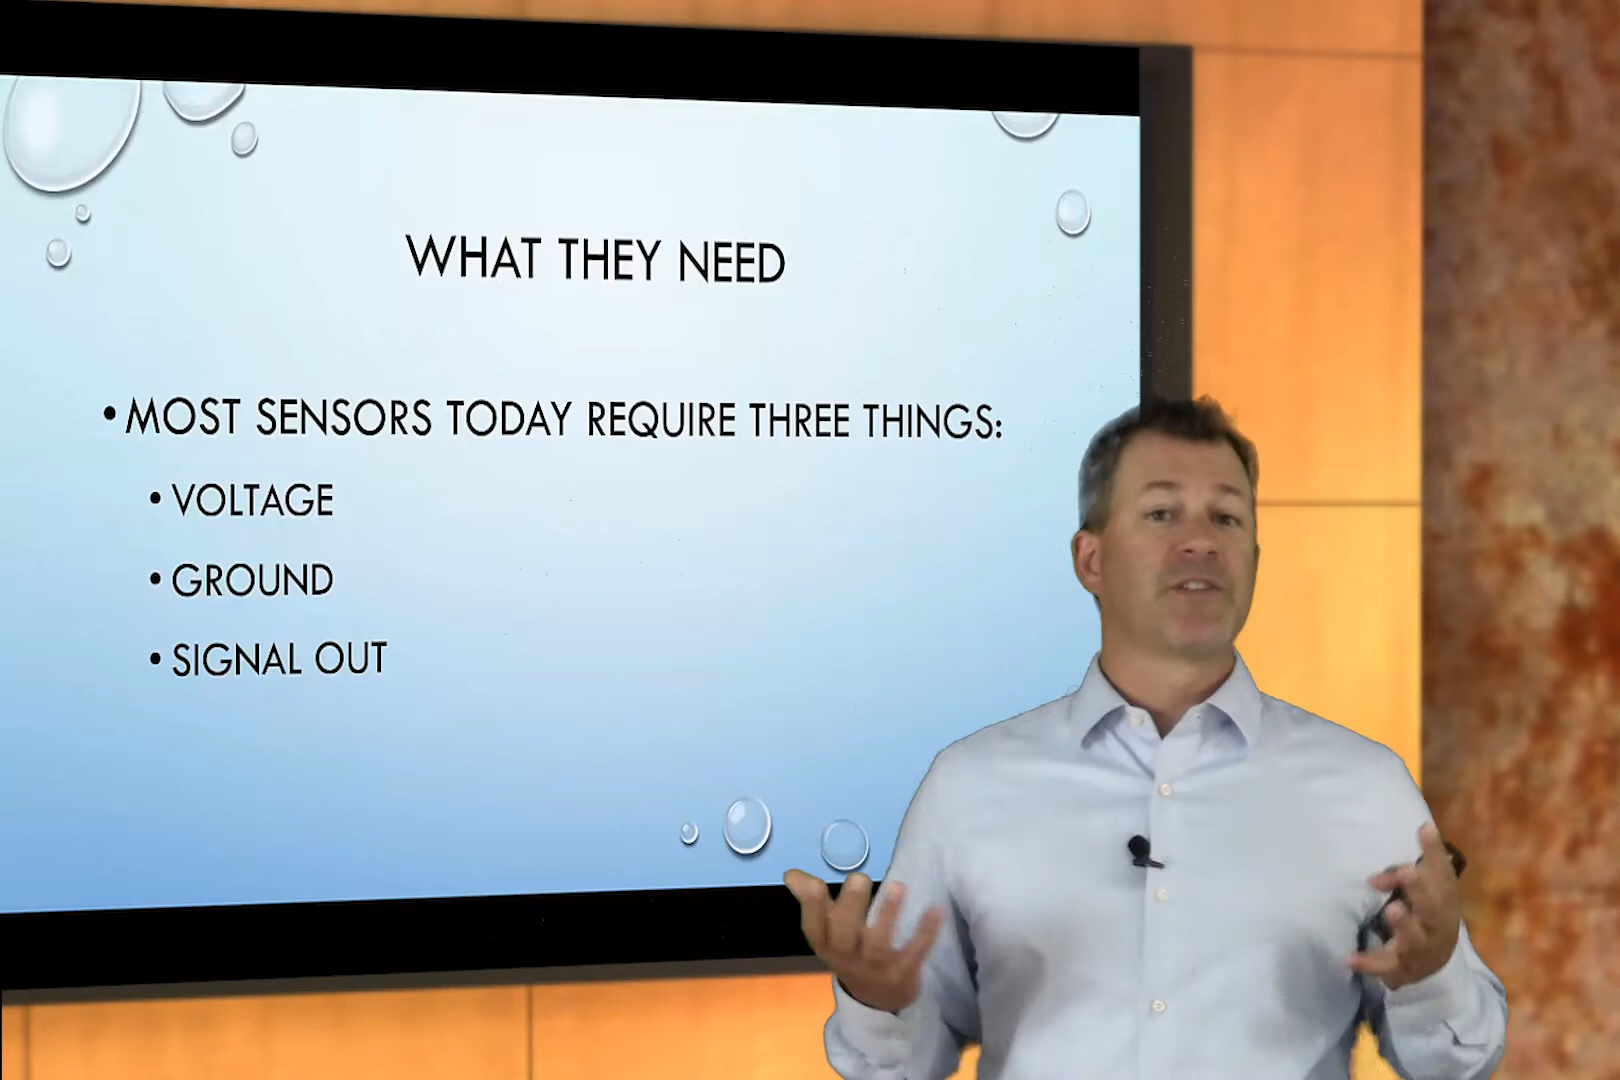 WHAT THEY NEED
• MOST SENSORS TODAY REQUIRE THREE THINGS:
• VOLTAGE
• GROUND
• SIGNAL OUT